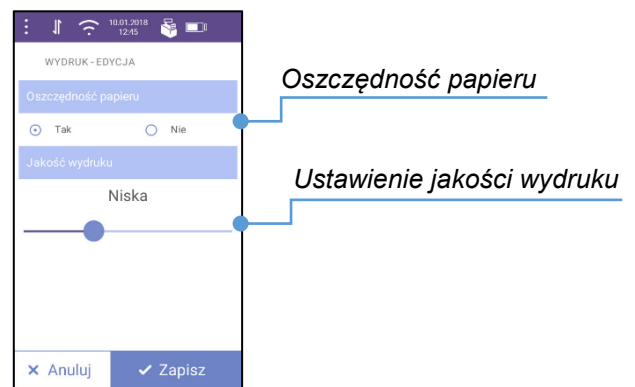 10.01.2018
12:45
WYDRUK - EDYCJA
Oszczędność papieru
Tak Nie
Jakość wydruku
Niska
Anuluj Zapisz
Oszczędność papieru
Ustawienie jakości wydruku